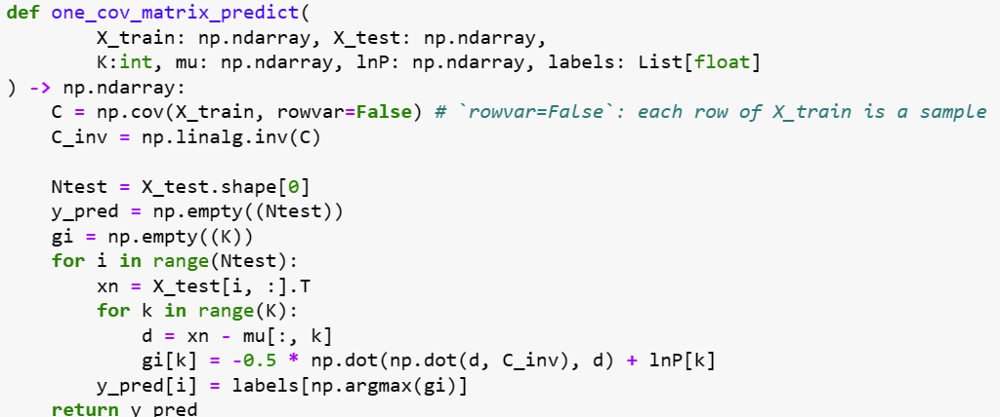 def one_cov_matrix_predict(
        X_train: np.ndarray, X_test: np.ndarray,
        K:int, mu: np.ndarray, lnP: np.ndarray, labels: List[float]
) -> np.ndarray:
    C = np.cov(X_train, rowvar=False) # `rowvar=False`: each row of X_train is a sample
    C_inv = np.linalg.inv(C)

    Ntest = X_test.shape[0]
    y_pred = np.empty((Ntest))
    gi = np.empty((K))
    for i in range(Ntest):
        xn = X_test[i, :].T
        for k in range(K):
            d = xn - mu[:, k]
            gi[k] = -0.5 * np.dot(np.dot(d, C_inv), d) + lnP[k]
        y_pred[i] = labels[np.argmax(gi)]
    return y_pred